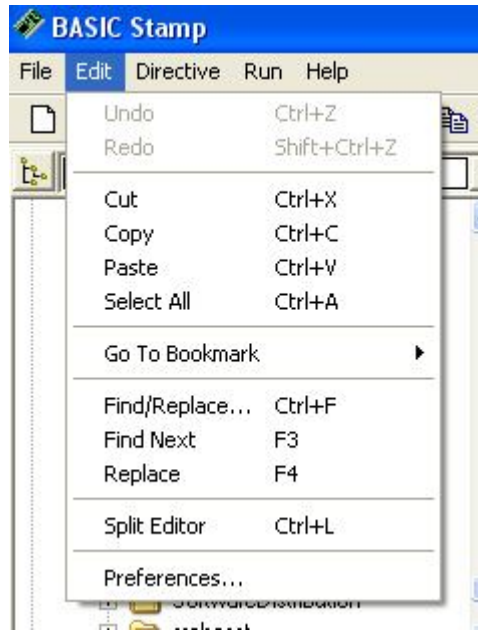 BASIC Stamp
File Edit Directive Run Help
Undo Ctrl+Z
Redo Shift+Ctrl+Z
Cut Ctrl+X
Copy Ctrl+C
Paste Ctrl+V
Select All Ctrl+A
Go To Bookmark
Find/Replace... Ctrl+F
Find Next F3
Replace F4
Split Editor Ctrl+L
Preferences...
SoftwareDistribution